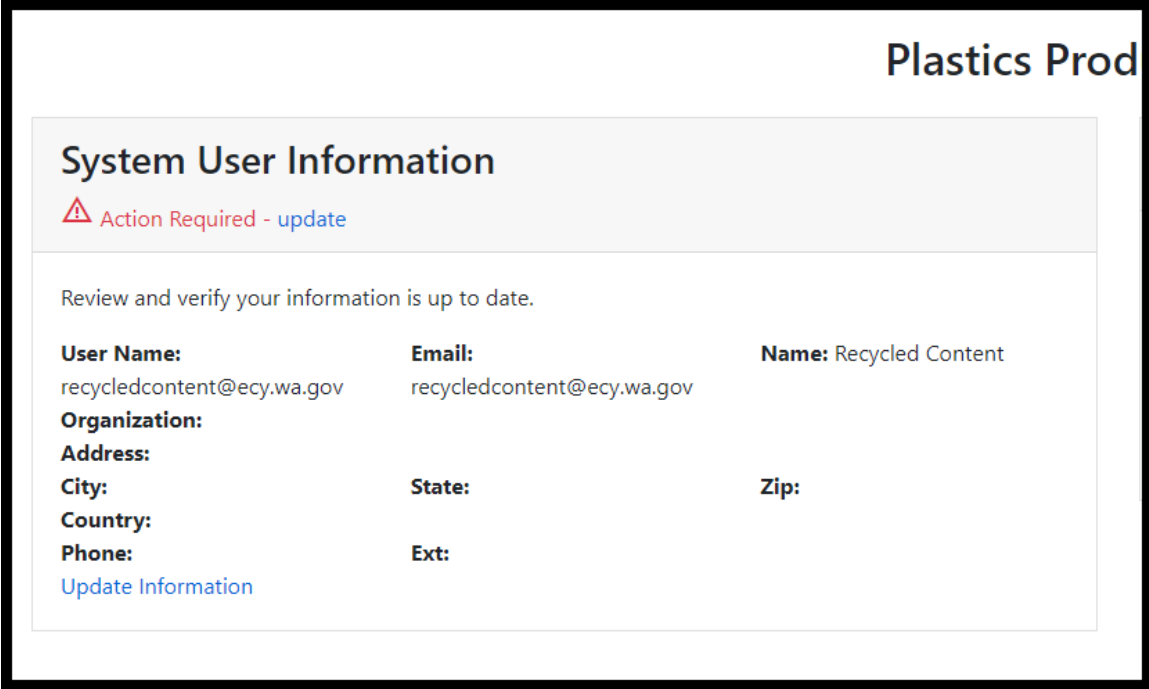 Plastics Prod
System User Information
Action Required - update
Review and verify your information is up to date.
User Name: Email: Name: Recycled Content
recycledcontent@ecy.wa.gov recycledcontent@ecy.wa.gov
Organization:
Address:
City: State: Zip:
Country:
Phone: Ext:
Update Information